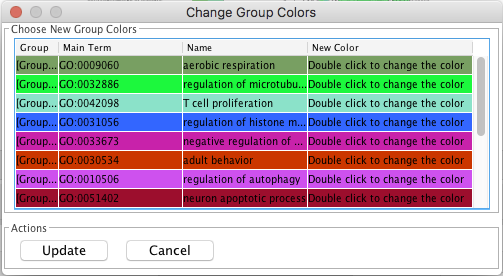 Change Group Colors
Choose New Group Colors
Group Main Term Name New Color
[Group... GO:0009060 aerobic respiration Double click to change the color
[Group... GO:0032886 regulation of microtubu... Double click to change the color
[Group... GO:0042098 T cell proliferation Double click to change the color
[Group... GO:0031056 regulation of histone m... Double click to change the color
[Group... GO:0033673 negative regulation of ... Double click to change the color
[Group... GO:0030534 adult behavior Double click to change the color
[Group... GO:0010506 regulation of autophagy Double click to change the color
[Group... GO:0051402 neuron apoptotic process Double click to change the color
Actions
Update Cancel